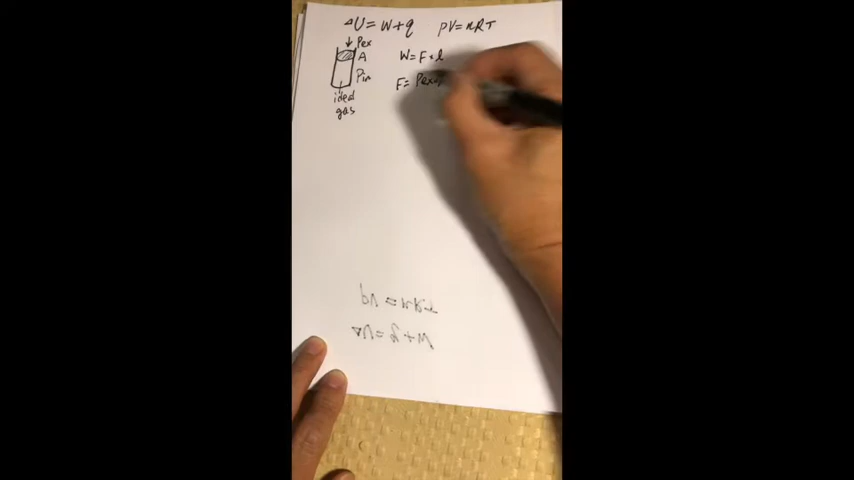 ΔU = W + q PV = nRT
Pex
A
Pin
ideal
gas
W = F × l
F = Pex
PV = nRT
ΔU = q + W